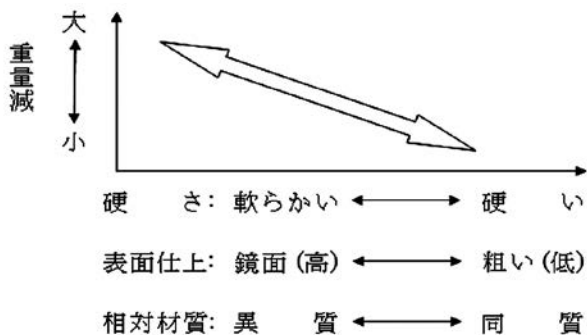 大
重量減
小
硬さ: 軟らかい ⟷ 硬い
表面仕上: 鏡面(高) ⟷ 粗い(低)
相対材質: 異質 ⟷ 同質